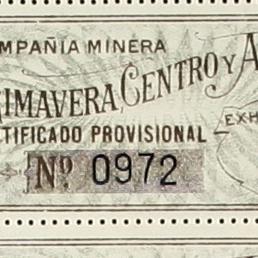 MPAÑIA MINERA
IMAVERA, CENTRO Y A
TIFICADO PROVISIONAL
EXH
Nº 0972